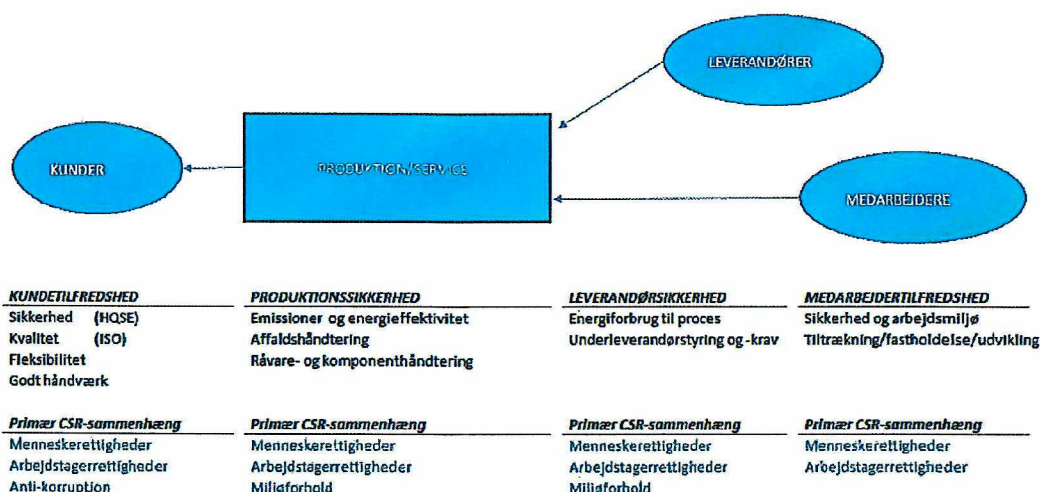 LEVERANDØRER
KUNDER
PRODUKTION/SERVICE
MEDARBEJDERE
KUNDETILFREDSHED
Sikkerhed (HQSE)
Kvalitet (ISO)
Fleksibilitet
Godt håndværk
Primær CSR-sammenhæng
Menneskerettigheder
Arbejdstagerrettigheder
Anti-korruption
PRODUKTIONSSIKKERHED
Emissioner og energieffektivitet
Affaldshåndtering
Råvare- og komponenthåndtering
Primær CSR-sammenhæng
Menneskerettigheder
Arbejdstagerrettigheder
Miljøforhold
LEVERANDØRSIKKERHED
Energiforbrug til proces
Underleverandørstyring og -krav
Primær CSR-sammenhæng
Menneskerettigheder
Arbejdstagerrettigheder
Miljøforhold
MEDARBEJDERTILFREDSHED
Sikkerhed og arbejdsmiljø
Tiltrækning/fastholdelse/udvikling
Primær CSR-sammenhæng
Menneskerettigheder
Arbejdstagerrettigheder